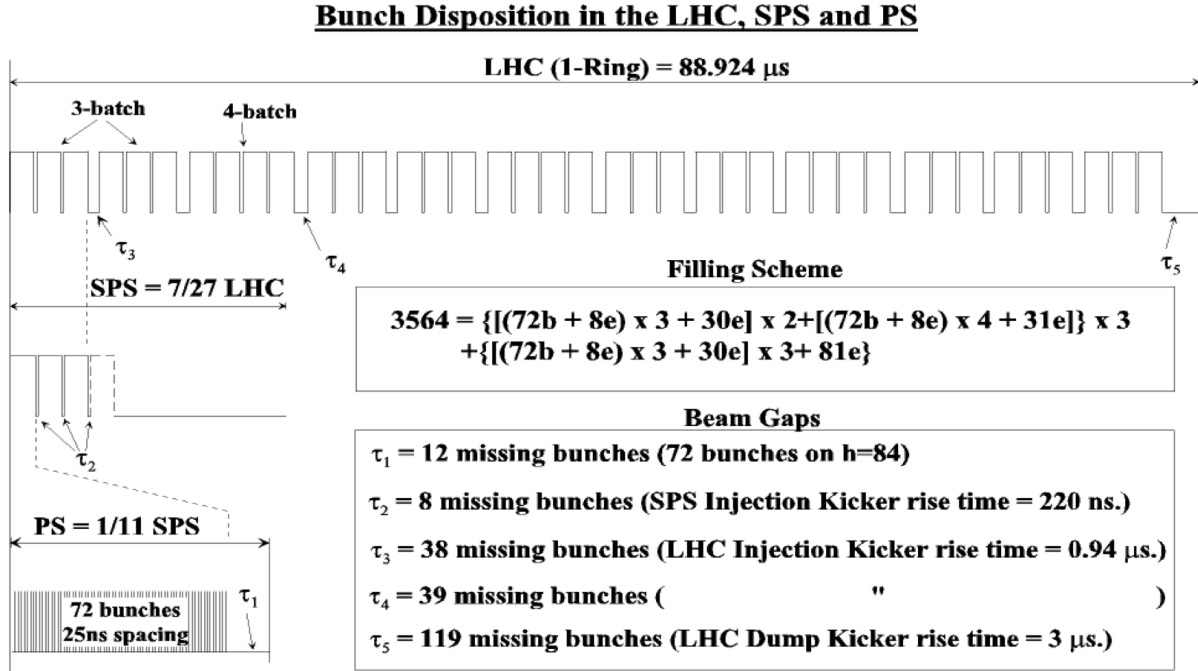 Bunch Disposition in the LHC, SPS and PS
LHC (1-Ring) = 88.924 μs
3-batch
4-batch
τ3
τ4
τ5
SPS = 7/27 LHC
Filling Scheme
3564 = {[(72b + 8e) x 3 + 30e] x 2+[(72b + 8e) x 4 + 31e]} x 3
+{[(72b + 8e) x 3 + 30e] x 3+ 81e}
τ2
PS = 1/11 SPS
72 bunches
25ns spacing
τ1
Beam Gaps
τ1 = 12 missing bunches (72 bunches on h=84)
τ2 = 8 missing bunches (SPS Injection Kicker rise time = 220 ns.)
τ3 = 38 missing bunches (LHC Injection Kicker rise time = 0.94 μs.)
τ4 = 39 missing bunches ( " )
τ5 = 119 missing bunches (LHC Dump Kicker rise time = 3 μs.)